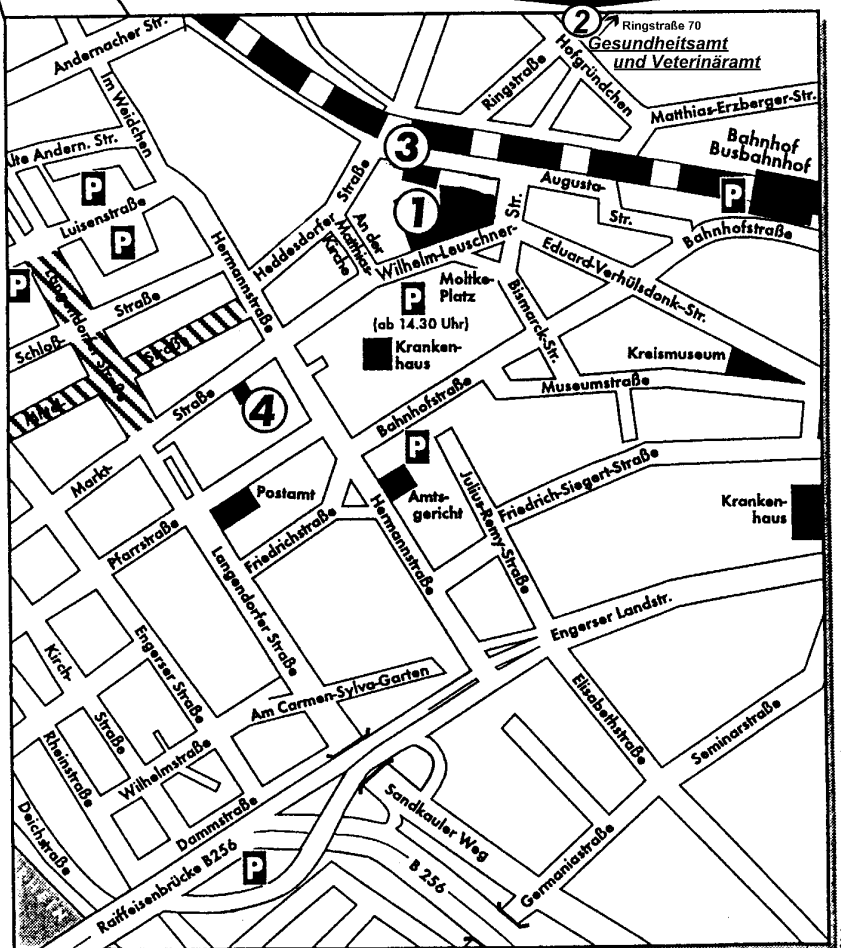 2
Ringstraße 70
Gesundheitsamt
und Veterinäramt
Andernacher Str.
Im Weidchen
Hofgründchen
Ringstraße
Matthias-Erzberger-Str.
Bahnhof
Busbahnhof
Andern. Str.
3
P
P
P
Luisenstraße
Heddesdorfer Straße
An der
Matthias-
Kirche
1
Augusta-
Str.
P
Bahnhofstraße
Hermannstraße
Wilhelm-Leuschner-
Str.
Eduard-Verhülsdonk-Str.
Langendorfer Straße
Schloß-
Straße
Moltke-
Platz
P
(ab 14.30 Uhr)
Bismarck-Str.
Kranken-
haus
Kreismuseum
Museumstraße
Markt-
Straße
4
Bahnhofstraße
P
Amts-
gericht
Postamt
Pfarrstraße
Friedrichstraße
Hermannstraße
Julius-Remy-Straße
Friedrich-Siegert-Straße
Kranken-
haus
Langendorfer Straße
Engerser Landstr.
Engerser Straße
Kirch-
Straße
Am Carmen-Sylva-Garten
Elisabethstraße
Seminarstraße
Rheinstraße
Wilhelmstraße
Dammstraße
Deichstraße
Raiffeisenbrücke B256
P
Sandkauler Weg
B 256
Germaniastraße